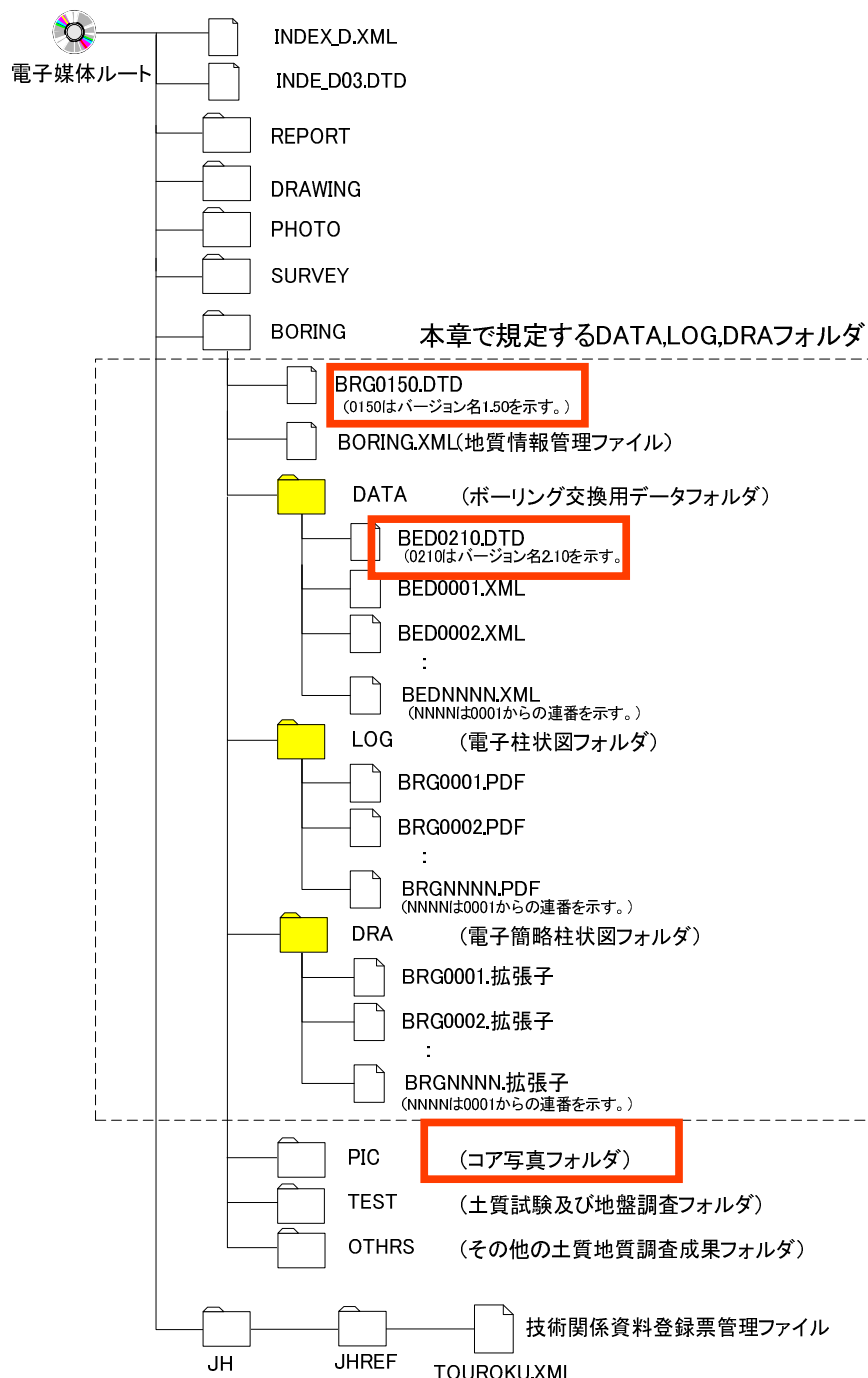 INDEX_D.XML
電子媒体ルート
INDE_D03.DTD
REPORT
DRAWING
PHOTO
SURVEY
BORING
本章で規定するDATA,LOG,DRAフォルダ
BRG0150.DTD
(0150はバージョン名1.50を示す。)
BORING.XML(地質情報管理ファイル)
DATA (ボーリング交換用データフォルダ)
BED0210.DTD
(0210はバージョン名2.10を示す。
BED0001.XML
BED0002.XML
:
BEDNNNN.XML
(NNNNは0001からの連番を示す。)
LOG (電子柱状図フォルダ)
BRG0001.PDF
BRG0002.PDF
:
BRGNNNN.PDF
(NNNNは0001からの連番を示す。)
DRA (電子簡略柱状図フォルダ)
BRG0001.拡張子
BRG0002.拡張子
:
BRGNNNN.拡張子
(NNNNは0001からの連番を示す。)
PIC (コア写真フォルダ)
TEST (土質試験及び地盤調査フォルダ)
OTHRS (その他の土質地質調査成果フォルダ)
技術関係資料登録票管理ファイル
JH JHREF TOUROKU.XML